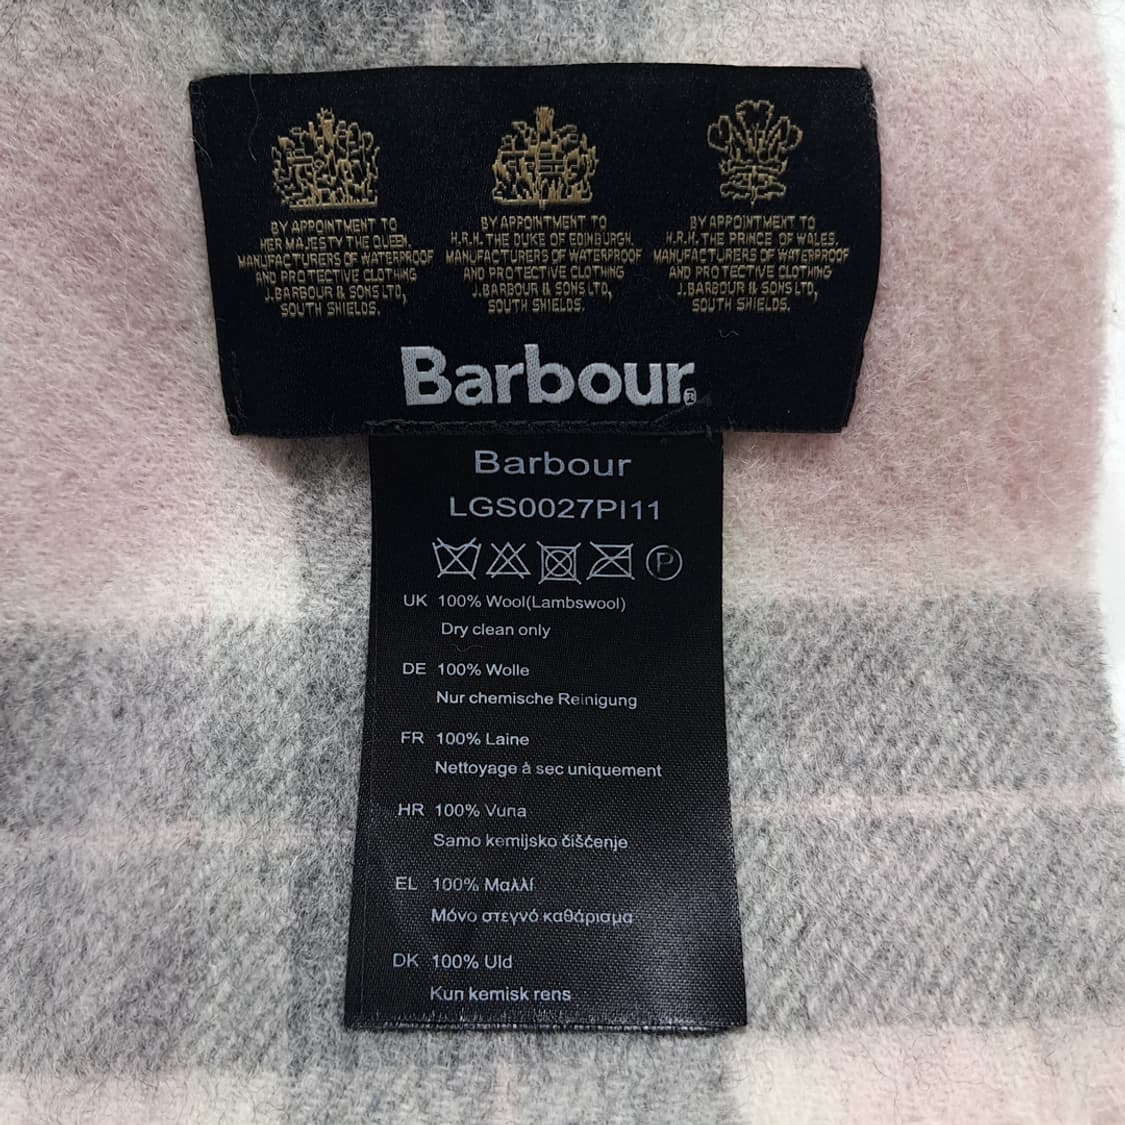 BY APPOINTMENT TO
HER MAJESTY THE QUEEN,
MANUFACTURERS OF WATERPROOF
AND PROTECTIVE CLOTHING
J.BARBOUR & SONS LTD,
SOUTH SHIELDS.
BY APPOINTMENT TO
H.R.H. THE DUKE OF EDINBURGH,
MANUFACTURERS OF WATERPROOF
AND PROTECTIVE CLOTHING
J.BARBOUR & SONS LTD,
SOUTH SHIELDS.
BY APPOINTMENT TO
H.R.H. THE PRINCE OF WALES,
MANUFACTURERS OF WATERPROOF
AND PROTECTIVE CLOTHING
J.BARBOUR & SONS LTD,
SOUTH SHIELDS.
Barbour®
Barbour
LGS0027PI11
P
UK 100% Wool(Lambswool)
Dry clean only
DE 100% Wolle
Nur chemische Reinigung
FR 100% Laine
Nettoyage à sec uniquement
HR 100% Vuna
Samo kemijsko čišćenje
EL 100% Μαλλί
Μόνο στεγνό καθάρισμα
DK 100% Uld
Kun kemisk rens